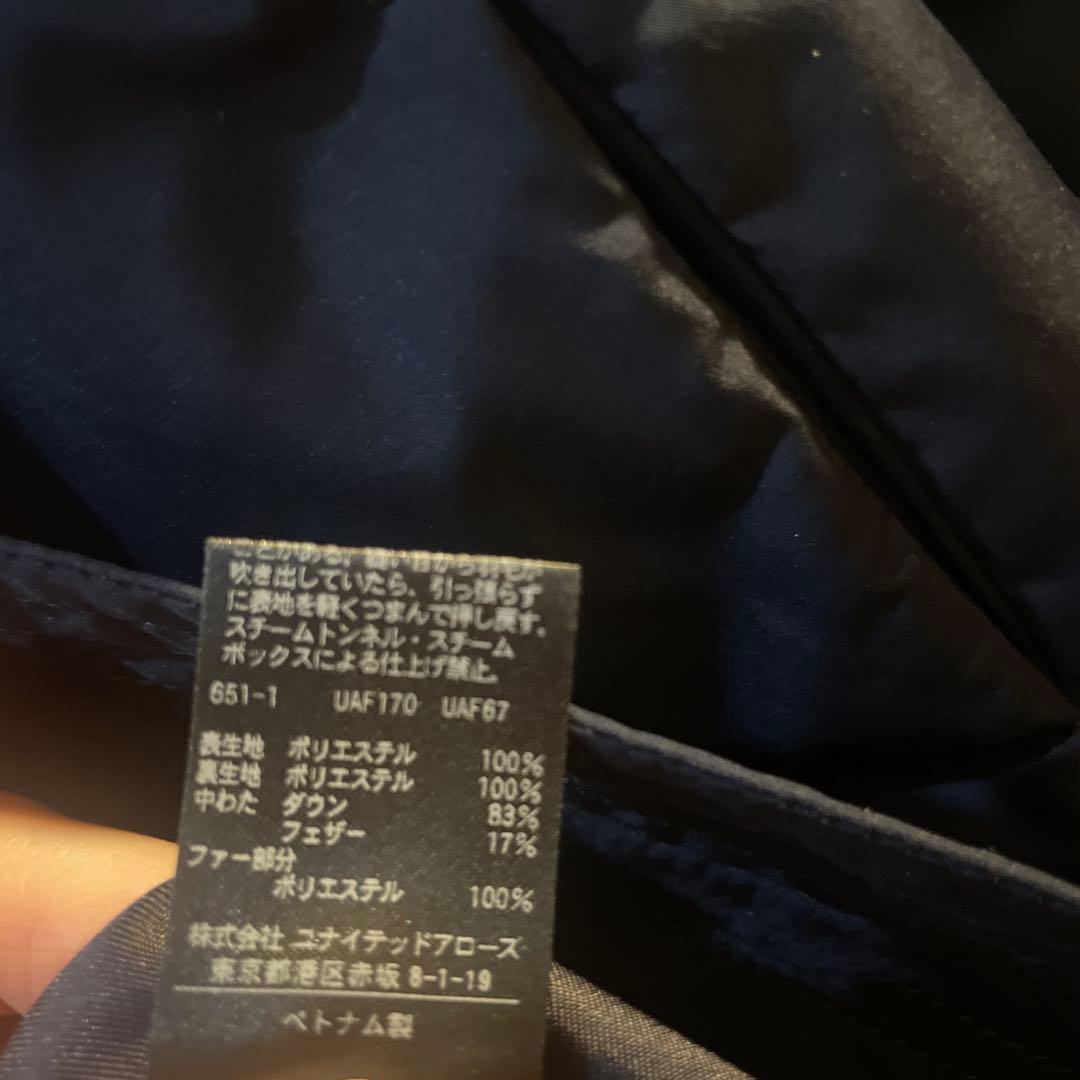 吹き出していたら、引っ張らず
に表地を軽くつまんで押し戻す。
スチームトンネル・スチーム
ボックスによる仕上げ禁止。
651-1 UAF170 UAF67
表生地 ポリエステル 100%
裏生地 ポリエステル 100%
中わた ダウン 83%
フェザー 17%
ファー部分
ポリエステル 100%
株式会社 ユナイテッドアローズ
東京都港区赤坂 8-1-19
ベトナム製